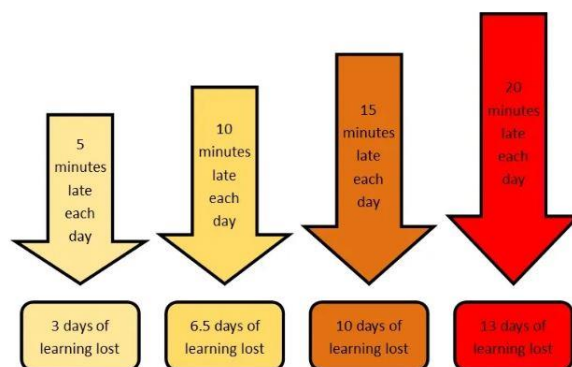 5
minutes
late
each
day
10
minutes
late
each
day
15
minutes
late
each
day
20
minutes
late
each
day
3 days of
learning lost
6.5 days of
learning lost
10 days of
learning lost
13 days of
learning lost